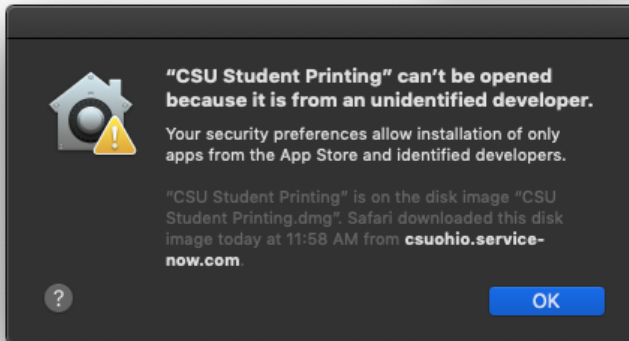 “CSU Student Printing” can’t be opened
because it is from an unidentified developer.
Your security preferences allow installation of only
apps from the App Store and identified developers.
“CSU Student Printing” is on the disk image “CSU
Student Printing.dmg”. Safari downloaded this disk
image today at 11:58 AM from csuohio.service-
now.com.
?
OK